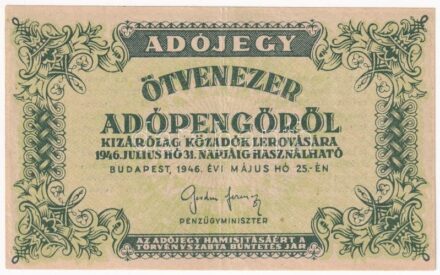 ADÓJEGY
ÖTVENEZER
ADÓPENGŐRŐL
KIZÁRÓLAG KÖZADÓK LEROVÁSÁRA
1946. JULIUS HÓ 31. NAPJÁIG HASZNÁLHATÓ
BUDAPEST, 1946. ÉVI MÁJUS HÓ 25.-ÉN
PÉNZÜGYMINISZTER
AZ ADÓJEGY HAMISITÁSÁÉRT A
TÖRVÉNYSZABTA BÜNTETÉS JÁR